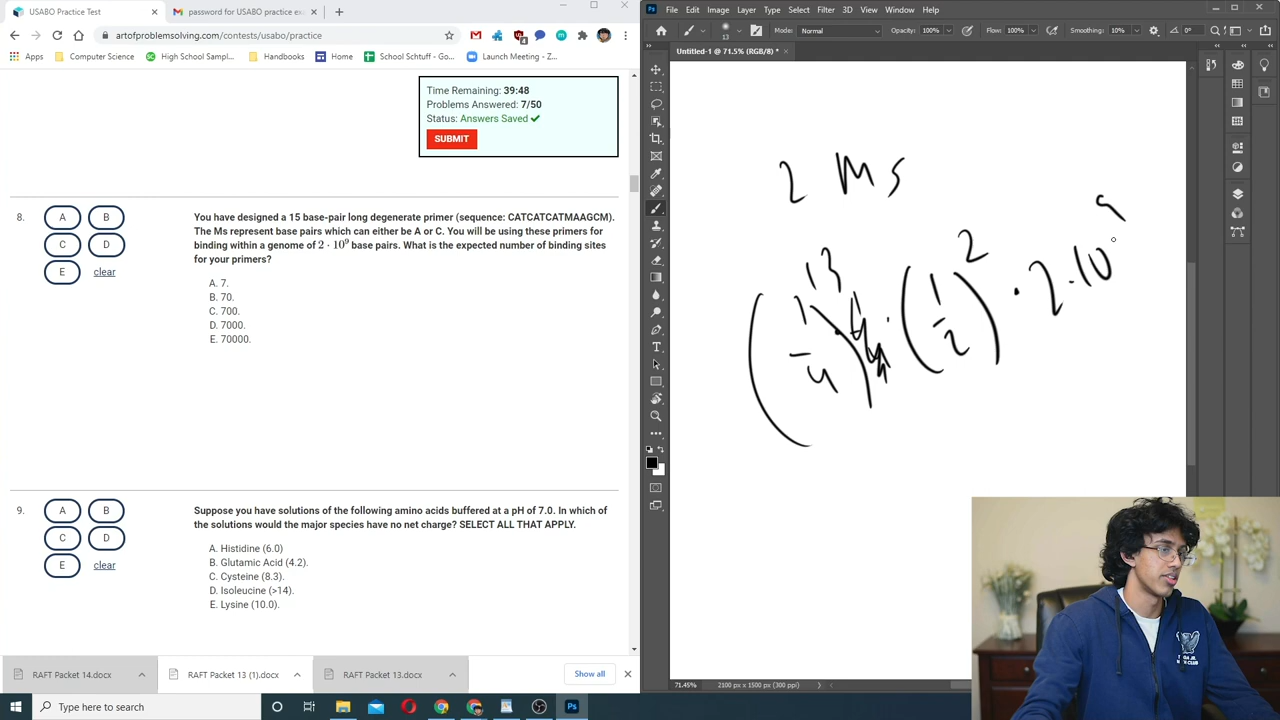 USABO Practice Test
password for USABO practice ex
artofproblemsolving.com/contests/usabo/practice
Apps
Computer Science
High School Sampl...
Handbooks
Home
School Schtuff - Go...
Launch Meeting - Z...
Time Remaining: 39:48
Problems Answered: 7/50
Status: Answers Saved ✔
SUBMIT
8.
A
B
C
D
E
clear
You have designed a 15 base-pair long degenerate primer (sequence: CATCATCATMAAGCM).
The Ms represent base pairs which can either be A or C. You will be using these primers for
binding within a genome of 2 · 10⁹ base pairs. What is the expected number of binding sites
for your primers?
A. 7.
B. 70.
C. 700.
D. 7000.
E. 70000.
9.
A
B
C
D
E
clear
Suppose you have solutions of the following amino acids buffered at a pH of 7.0. In which of
the solutions would the major species have no net charge? SELECT ALL THAT APPLY.
A. Histidine (6.0)
B. Glutamic Acid (4.2).
C. Cysteine (8.3).
D. Isoleucine (>14).
E. Lysine (10.0).
RAFT Packet 14.docx
RAFT Packet 13 (1).docx
RAFT Packet 13.docx
Show all
Type here to search
File Edit Image Layer Type Select Filter 3D View Window Help
13
Mode: Normal
Opacity: 100%
Flow: 100%
Smoothing: 10%
0°
Untitled-1 @ 71.5% (RGB/8) *
2 Ms
(1/4)¹³ · (1/2)² · 2·10⁹
71.45%
2100 px x 1500 px (300 ppi)